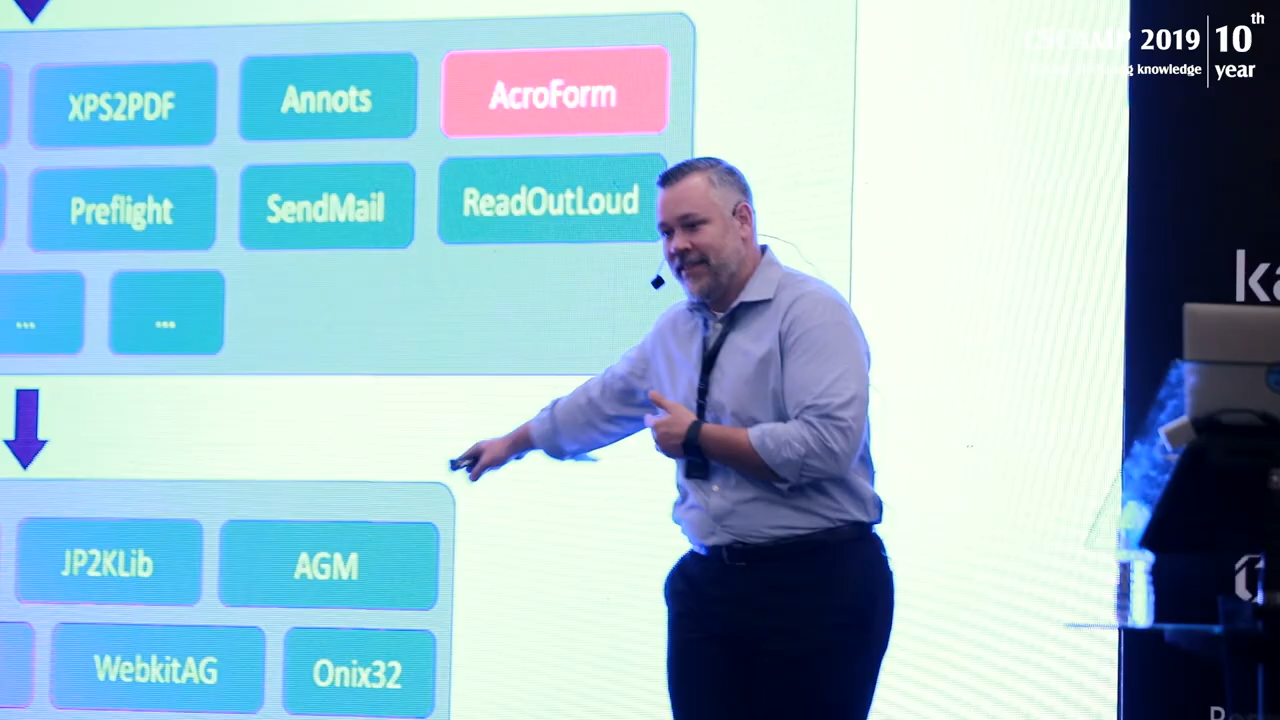 XPS2PDF
Annots
AcroForm
Preflight
SendMail
ReadOutLoud
...
...
JP2KLib
AGM
WebkitAG
Onix32
2019
knowledge
10th
year